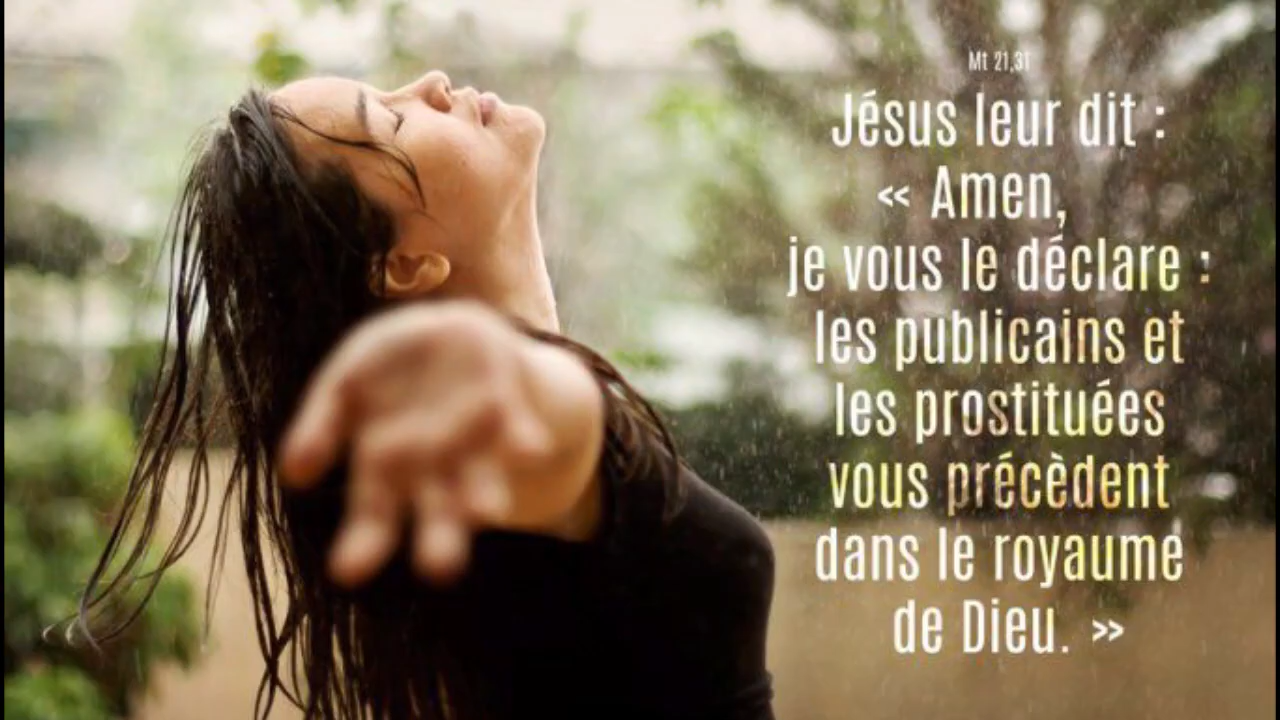 Mt 21,31
Jésus leur dit :
« Amen,
je vous le déclare :
les publicains et
les prostituées
vous précèdent
dans le royaume
de Dieu. »